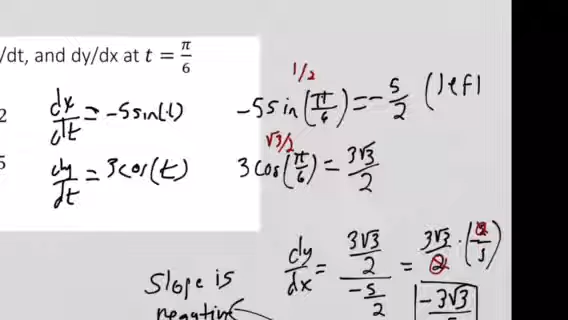 /dt, and dy/dx at t = π/6
1/2
dx/dt = -5sin(t) -5sin(π/6) = -5/2 (left
√3/2
dy/dt = 3cos(t) 3cos(π/6) = 3√3/2
dy/dx = (3√3/2)/(-5/2) = 3√3/2 · (2/5)
Slope is
negative
-3√3